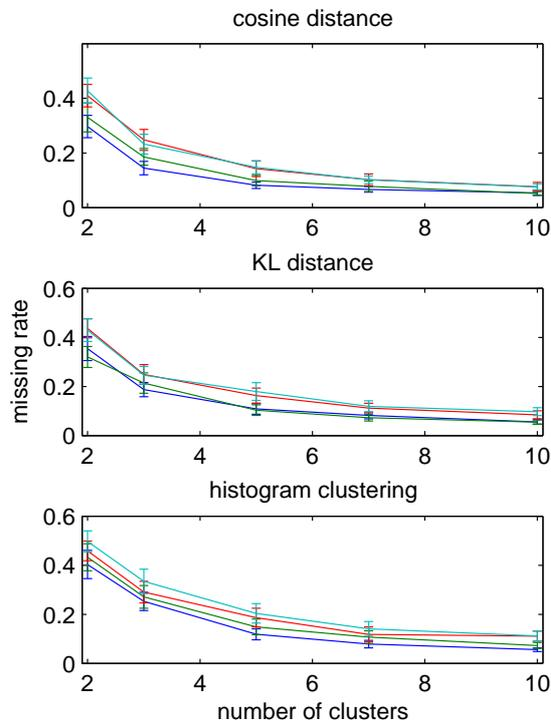 cosine distance
0.4
0.2
0
2 4 6 8 10
KL distance
0.6
0.4
0.2
0
2 4 6 8 10
missing rate
histogram clustering
0.6
0.4
0.2
0
2 4 6 8 10
number of clusters